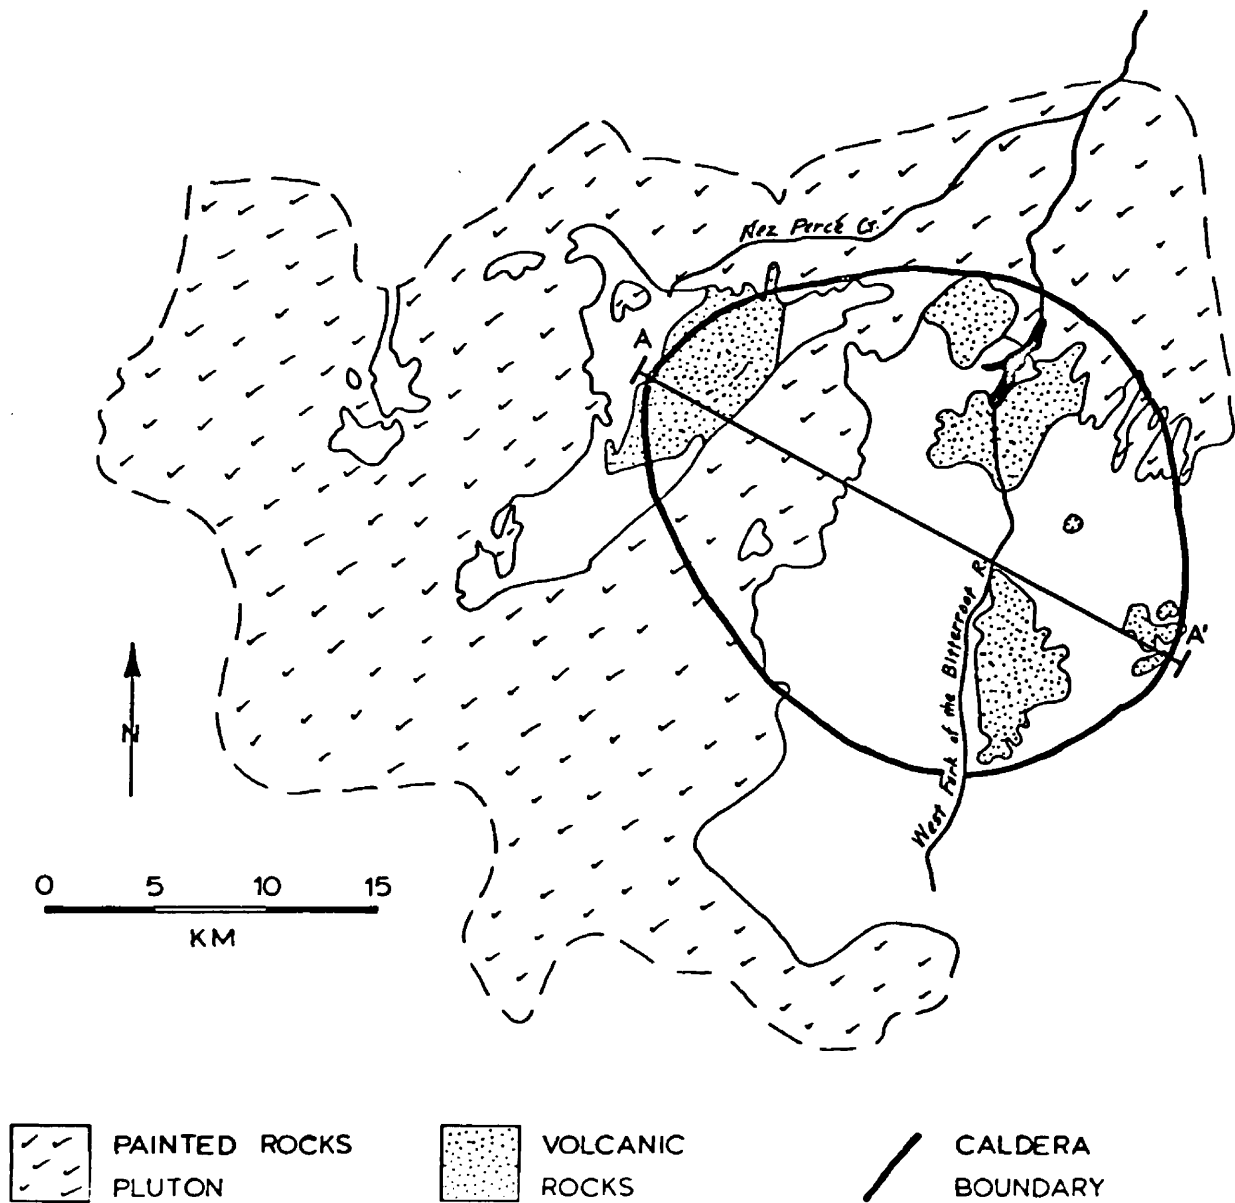 Nez Percé Cr.
A
West Fork of the Bitterroot R.
A'
N
0 5 10 15
KM
PAINTED ROCKS
PLUTON
VOLCANIC
ROCKS
CALDERA
BOUNDARY